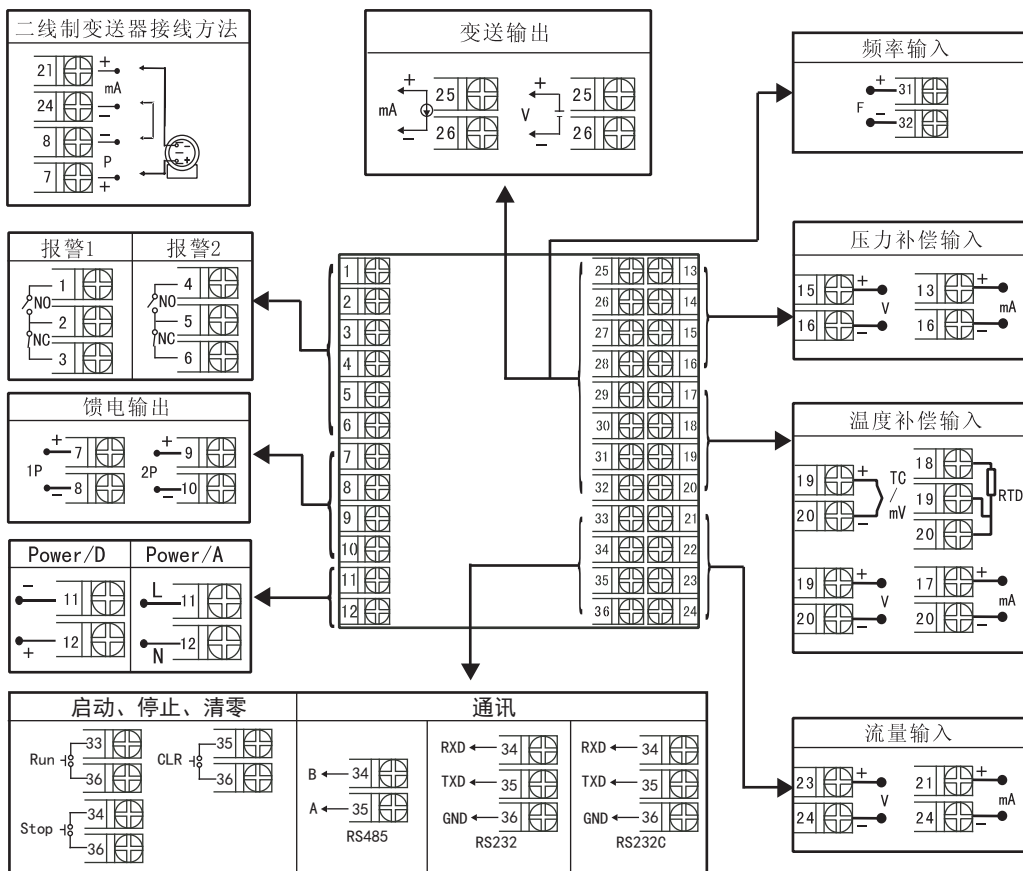 二线制变送器接线方法
21 +
mA
24 −
8 −
P
7 +
变送输出
+ 25 + 25
mA V
− 26 − 26
频率输入
+ 31
F
− 32
报警1 报警2
1 4
NO NO
2 5
NC NC
3 6
馈电输出
+ 7 + 9
1P 2P
− 8 − 10
Power/D Power/A
− 11 L 11
+ 12 N 12
1 25 13
2 26 14
3 27 15
4 28 16
5 29 17
6 30 18
7 31 19
8 32 20
9 33 21
10 34 22
11 35 23
12 36 24
压力补偿输入
15 + 13 +
V mA
16 − 16 −
温度补偿输入
19 + TC 18
/ 19 RTD
20 − mV 20
19 + 17 +
V mA
20 − 20 −
流量输入
23 + 21 +
V mA
24 − 24 −
启动、停止、清零
33 35
Run CLR
36 36
34
Stop
36
通讯
B 34
A 35
RS485
RXD 34
TXD 35
GND 36
RS232
RXD 34
TXD 35
GND 36
RS232C